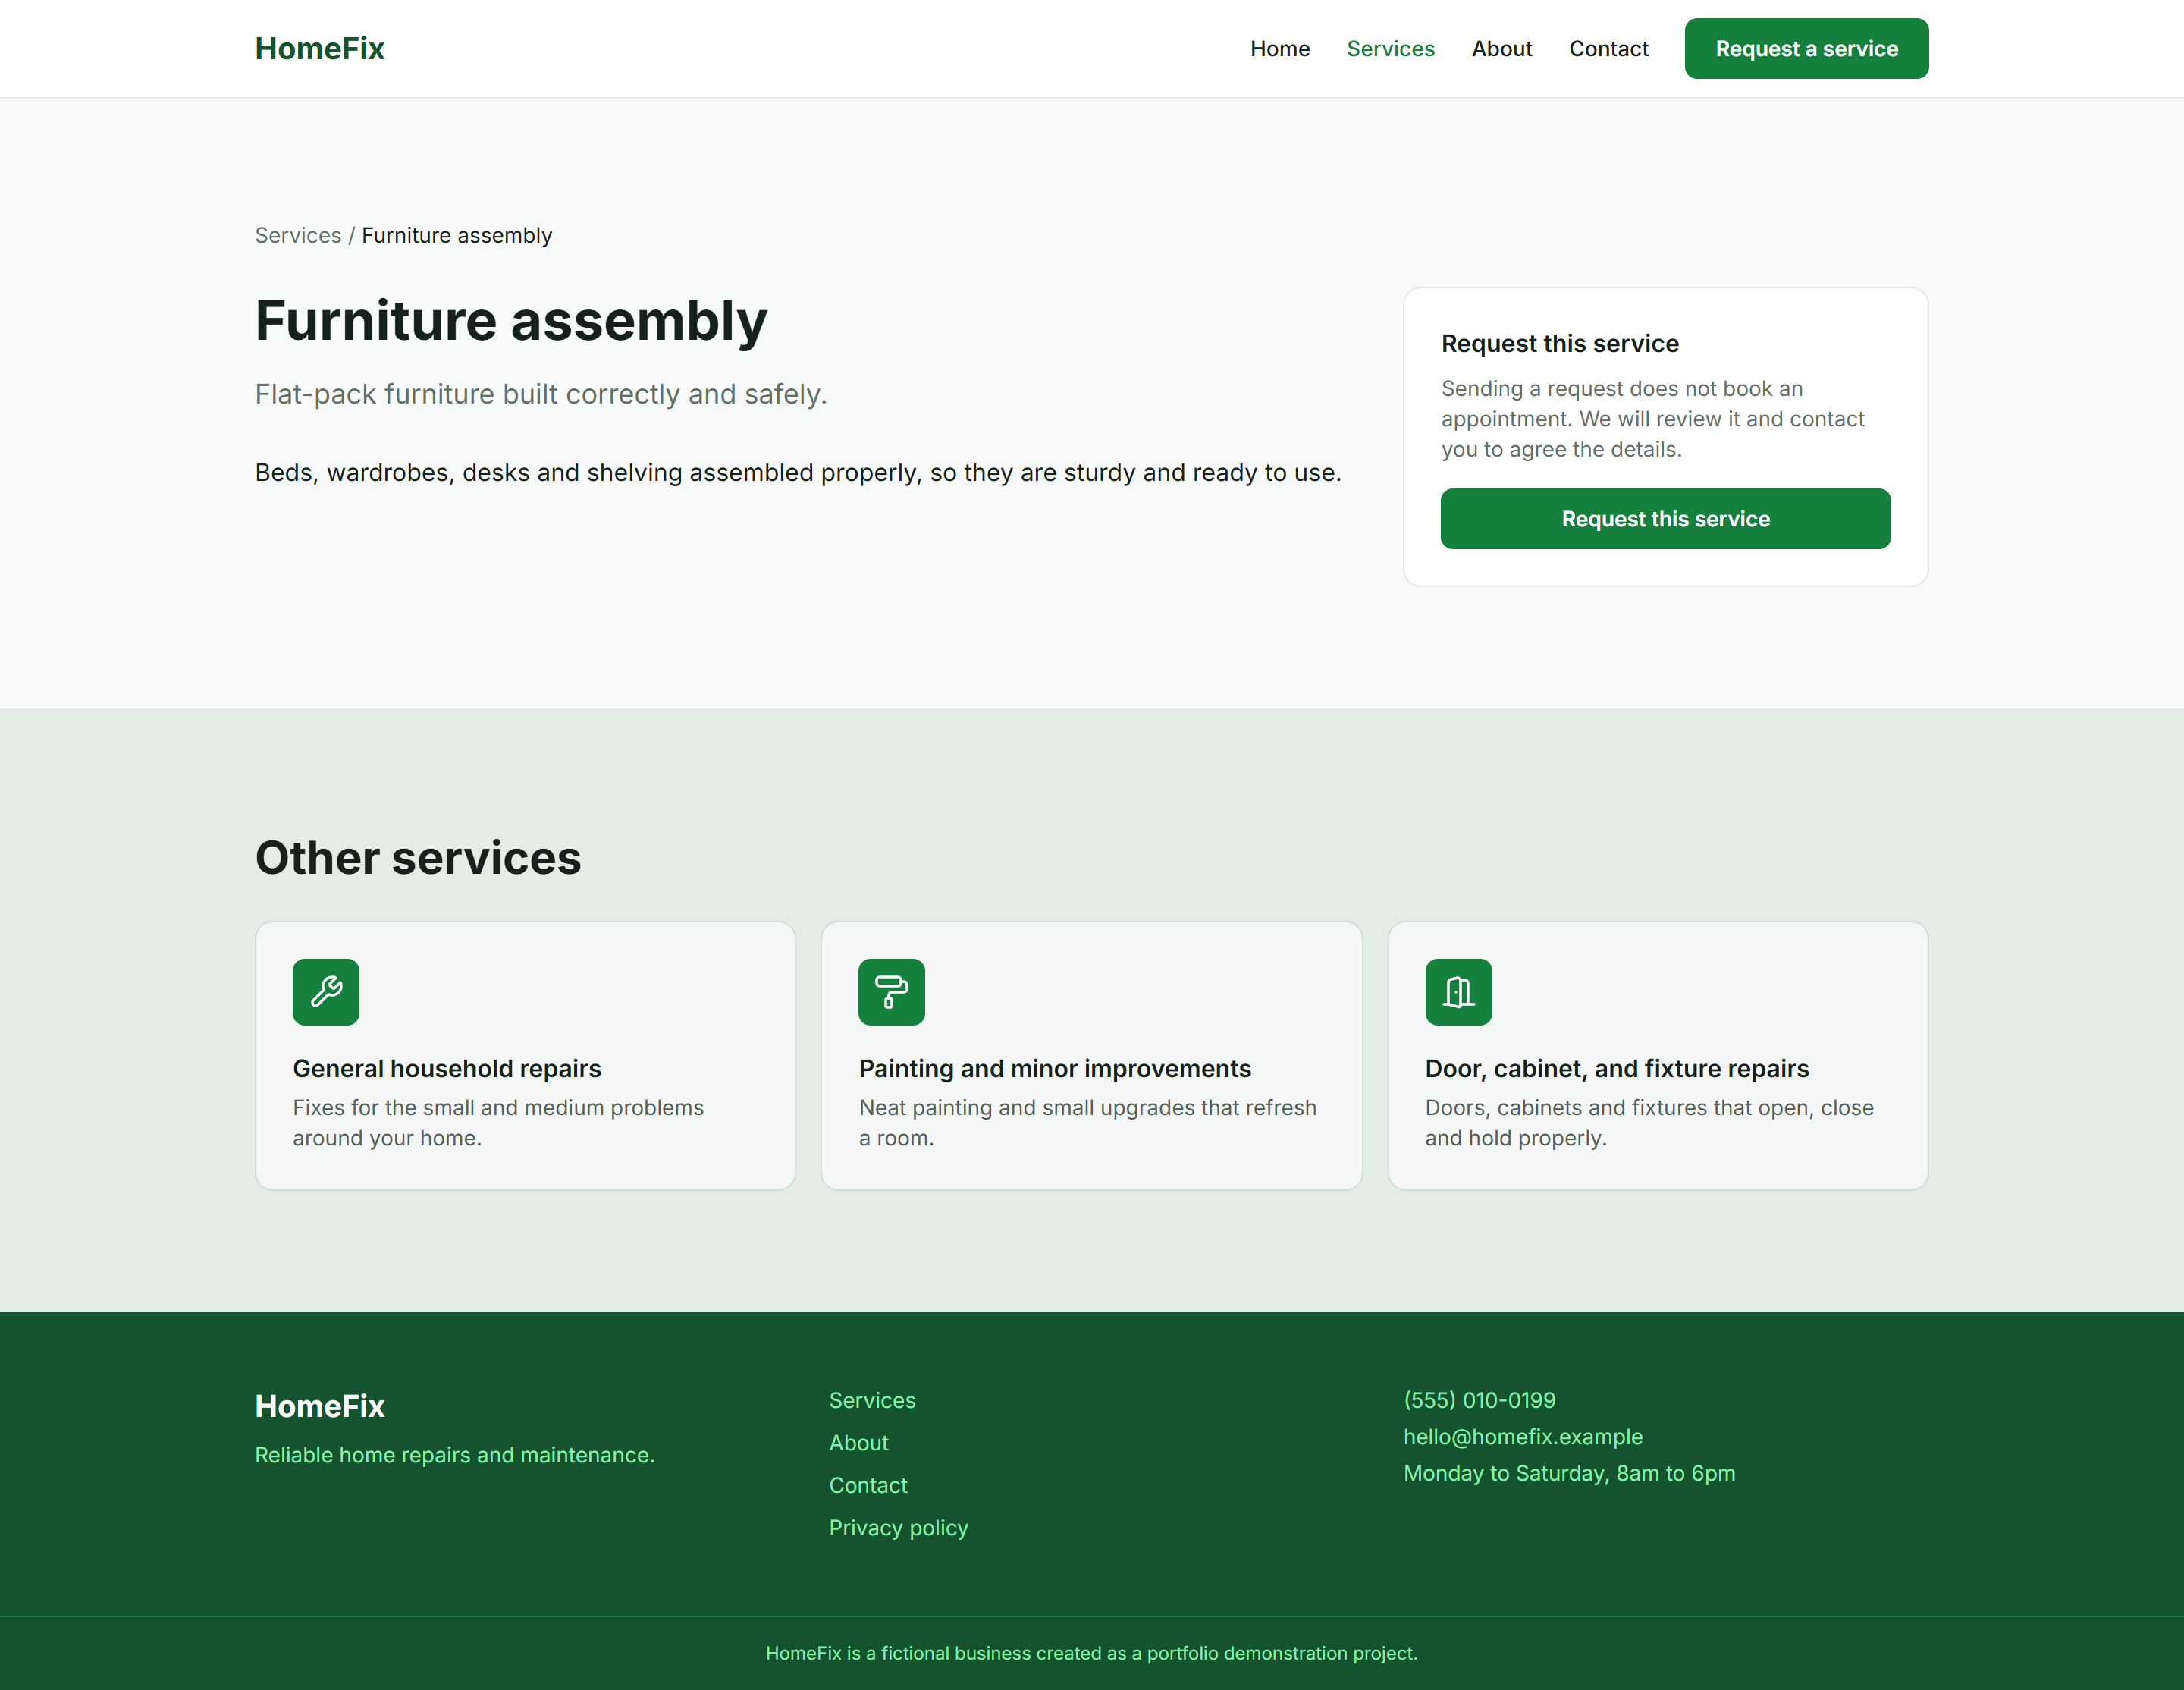 HomeFix
Home
Services
About
Contact
Request a service
Services / Furniture assembly
Furniture assembly
Flat-pack furniture built correctly and safely.
Beds, wardrobes, desks and shelving assembled properly, so they are sturdy and ready to use.
Request this service
Sending a request does not book an
appointment. We will review it and contact
you to agree the details.
Request this service
Other services
General household repairs
Fixes for the small and medium problems
around your home.
Painting and minor improvements
Neat painting and small upgrades that refresh
a room.
Door, cabinet, and fixture repairs
Doors, cabinets and fixtures that open, close
and hold properly.
HomeFix
Reliable home repairs and maintenance.
Services
About
Contact
Privacy policy
(555) 010-0199
hello@homefix.example
Monday to Saturday, 8am to 6pm
HomeFix is a fictional business created as a portfolio demonstration project.